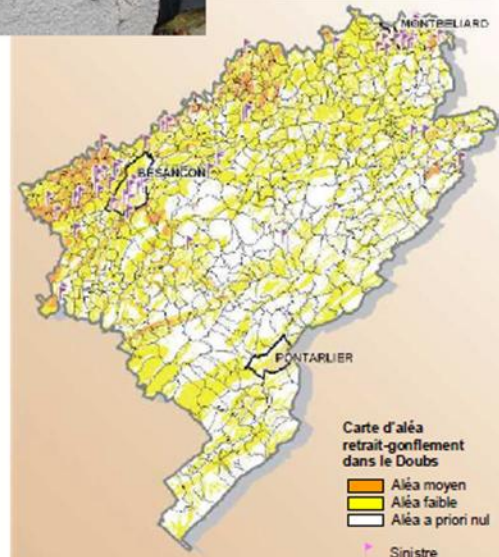 MONTBELIARD
BESANCON
PONTARLIER
Carte d'aléa
retrait-gonflement
dans le Doubs
Aléa moyen
Aléa faible
Aléa a priori nul
Sinistre